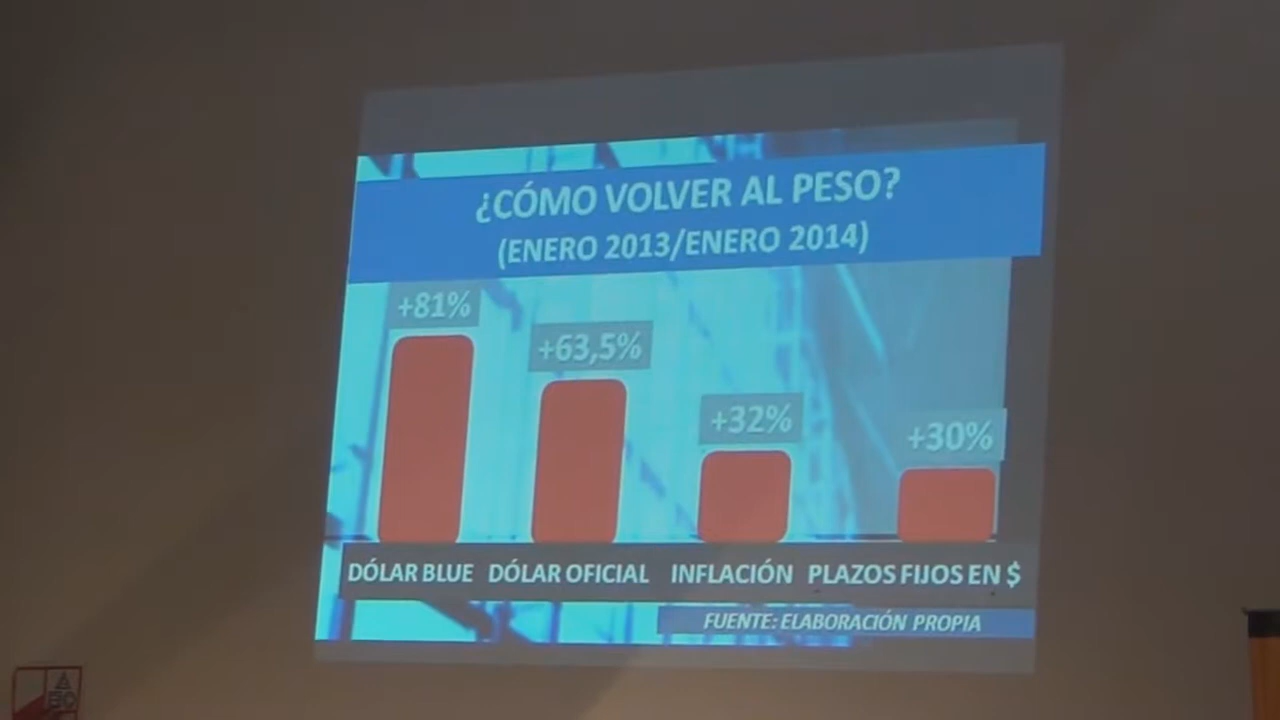 ¿CÓMO VOLVER AL PESO?
(ENERO 2013/ENERO 2014)
+81%
+63,5%
+32%
+30%
DÓLAR BLUE DÓLAR OFICIAL INFLACIÓN PLAZOS FIJOS EN $
FUENTE: ELABORACIÓN PROPIA